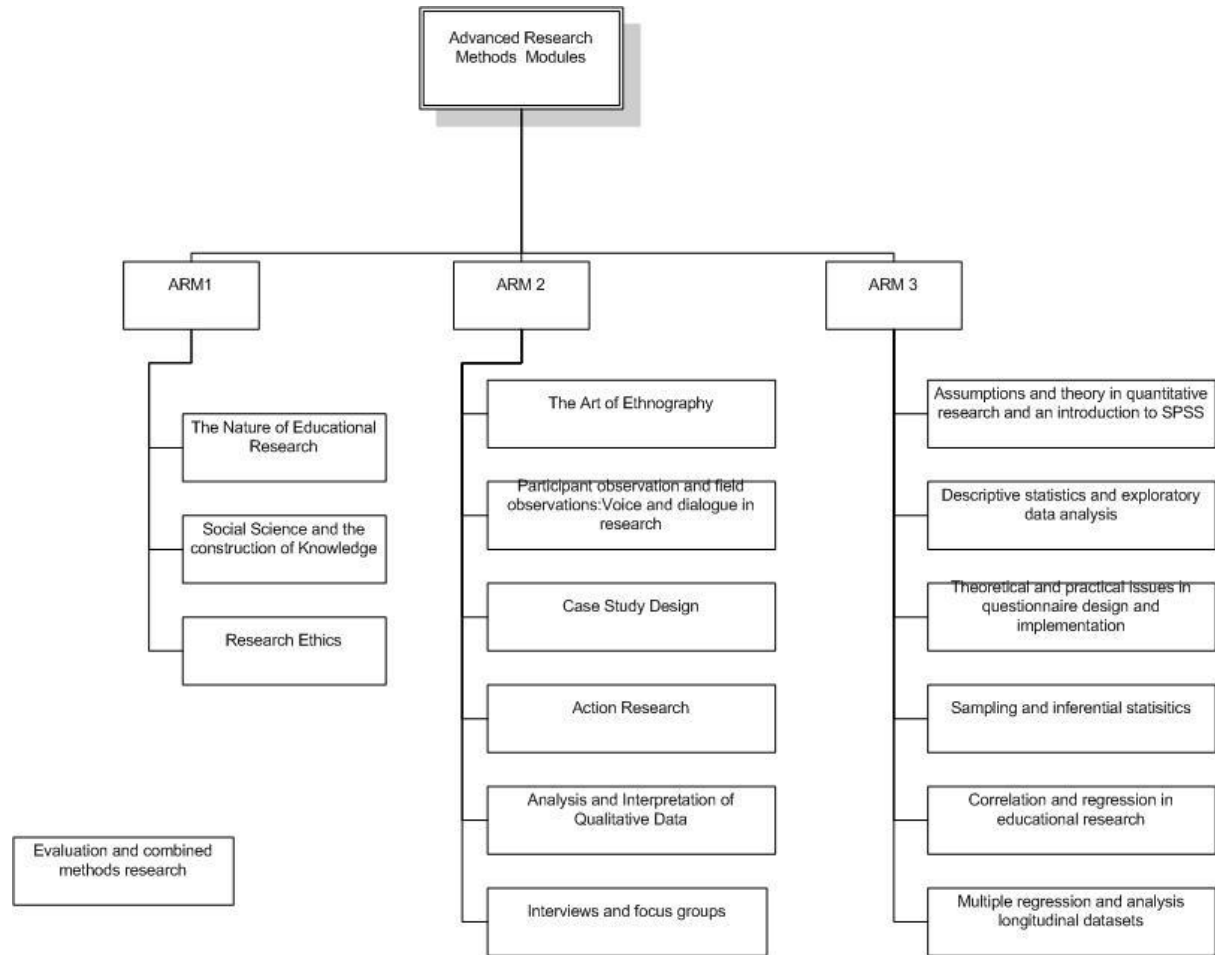 Advanced Research
Methods Modules
ARM1
ARM 2
ARM 3
The Nature of Educational
Research
Social Science and the
construction of Knowledge
Research Ethics
The Art of Ethnography
Participant observation and field
observations:Voice and dialogue in
research
Case Study Design
Action Research
Analysis and Interpretation of
Qualitative Data
Interviews and focus groups
Assumptions and theory in quantitative
research and an introduction to SPSS
Descriptive statistics and exploratory
data analysis
Theoretical and practical issues in
questionnaire design and
implementation
Sampling and inferential statisitics
Correlation and regression in
educational research
Multiple regression and analysis
longitudinal datasets
Evaluation and combined
methods research